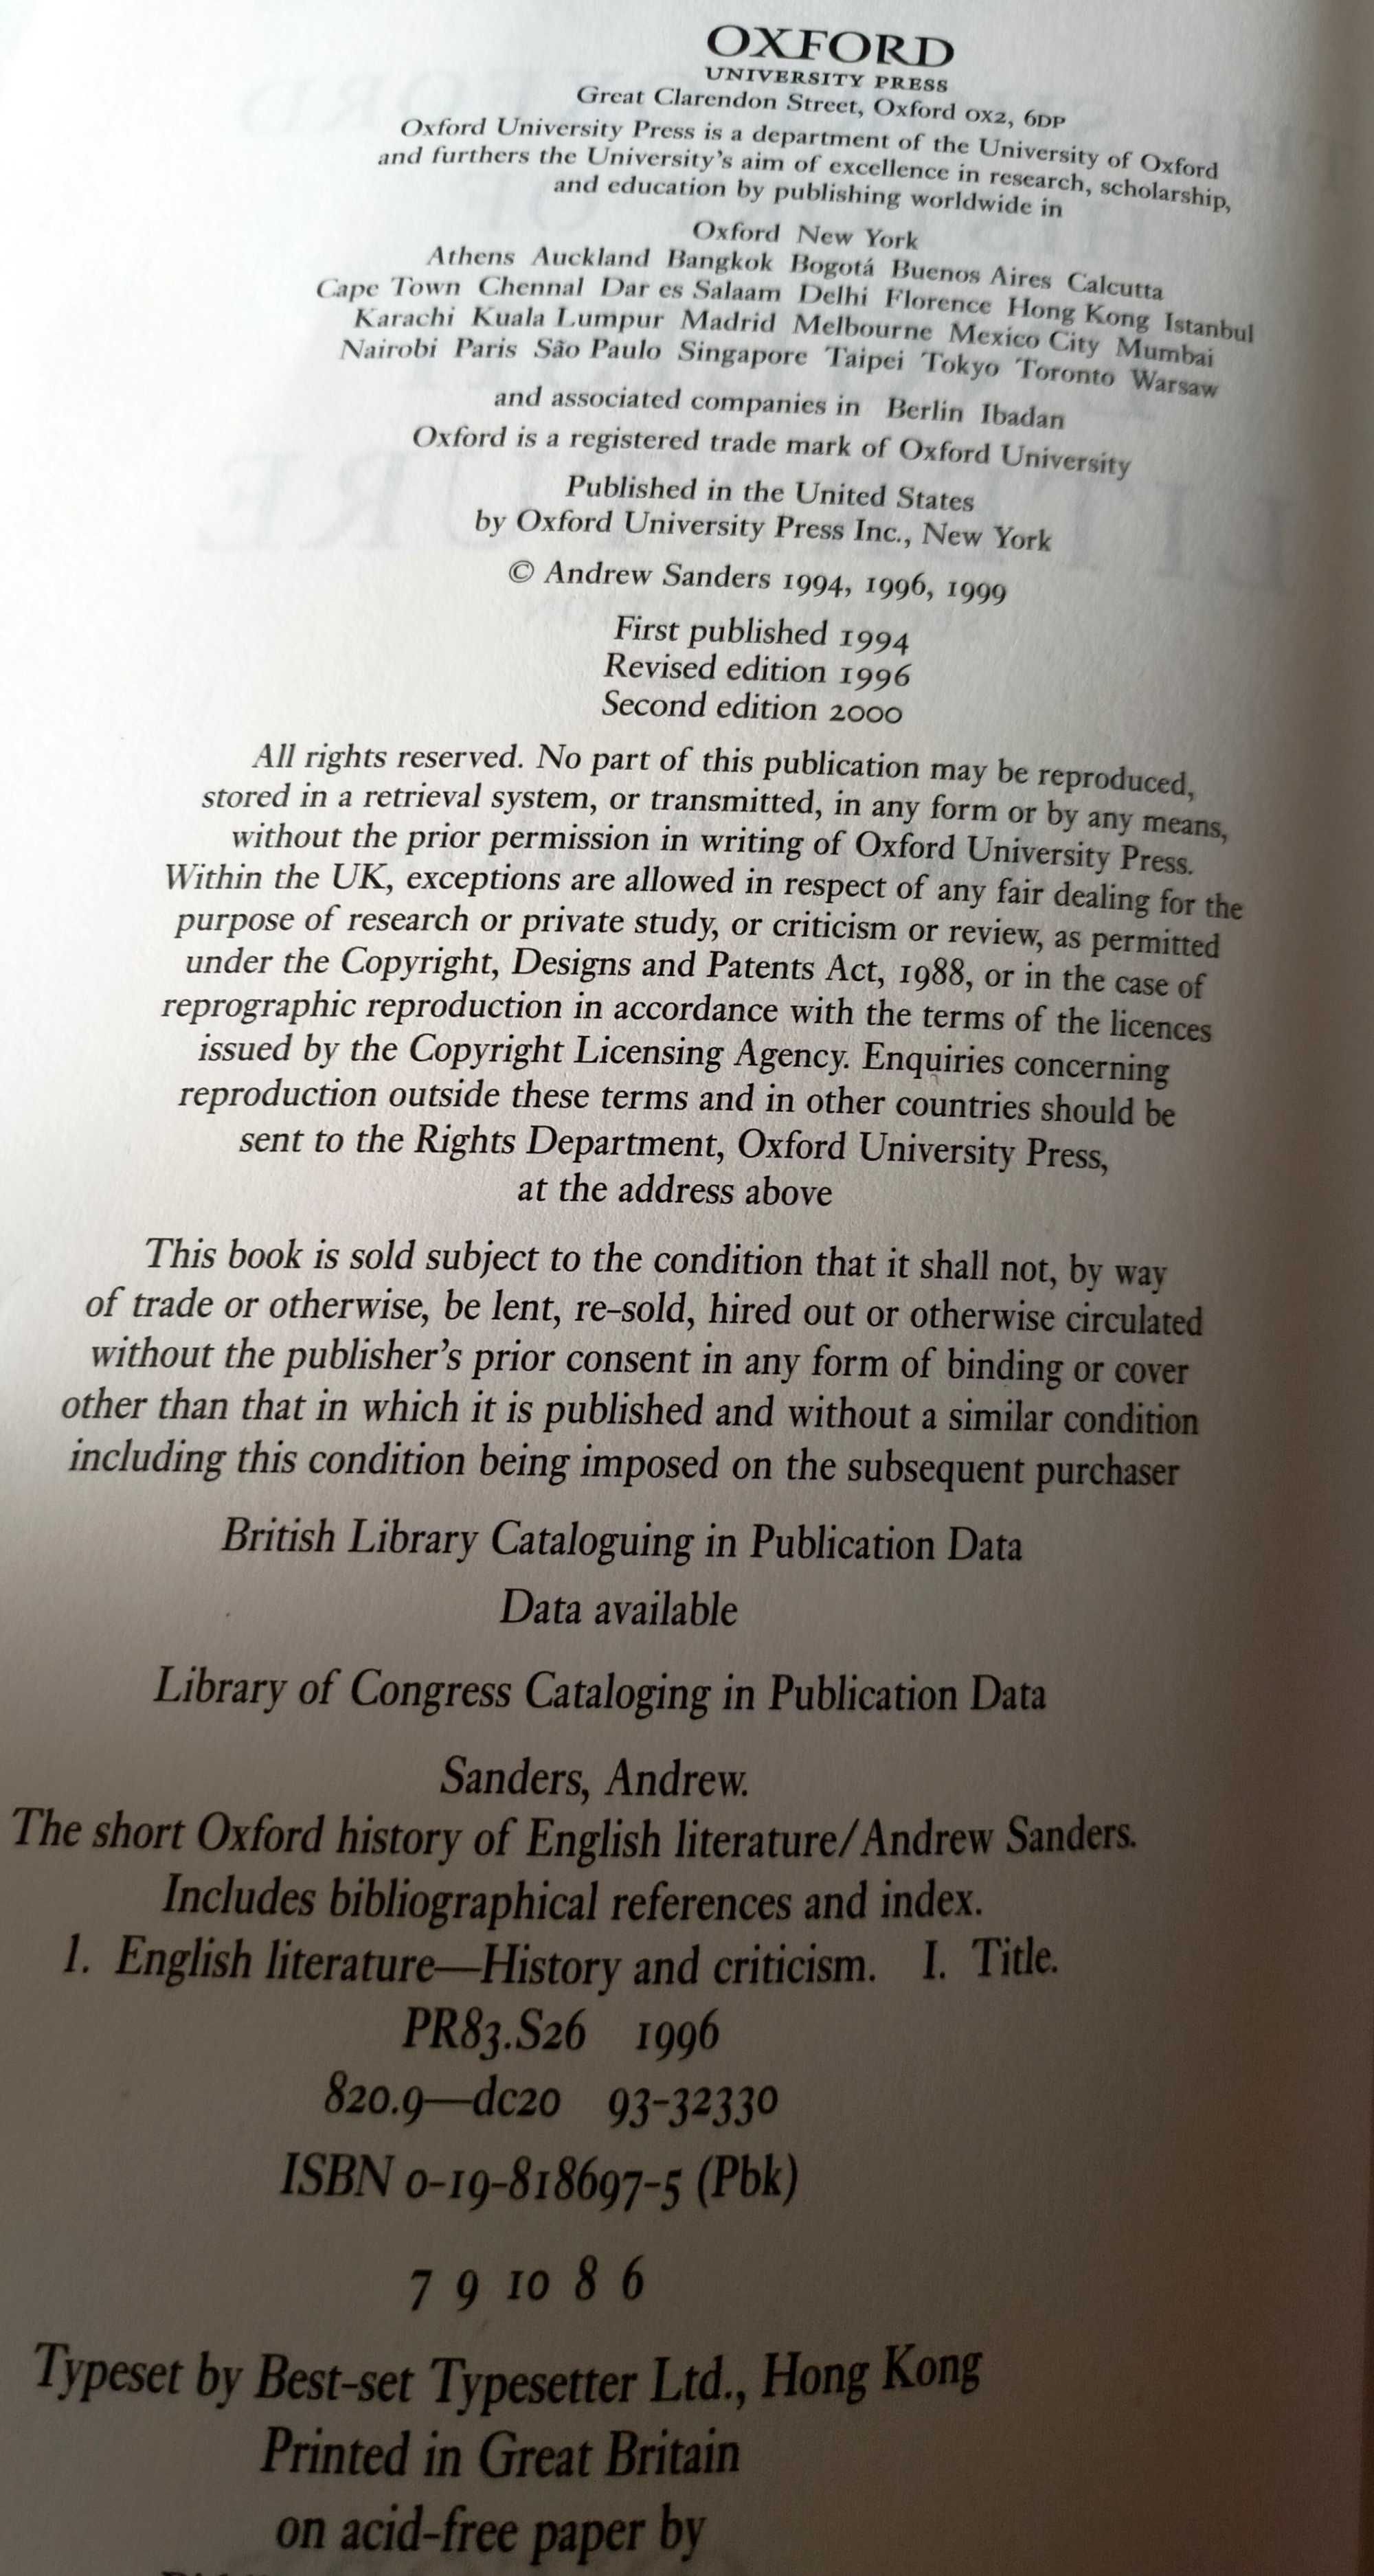 OXFORD
UNIVERSITY PRESS
Great Clarendon Street, Oxford OX2, 6DP
Oxford University Press is a department of the University of Oxford
and furthers the University's aim of excellence in research, scholarship,
and education by publishing worldwide in
Oxford New York
Athens Auckland Bangkok Bogotá Buenos Aires Calcutta
Cape Town Chennal Dar es Salaam Delhi Florence Hong Kong Istanbul
Karachi Kuala Lumpur Madrid Melbourne Mexico City Mumbai
Nairobi Paris São Paulo Singapore Taipei Tokyo Toronto Warsaw
and associated companies in Berlin Ibadan
Oxford is a registered trade mark of Oxford University
Published in the United States
by Oxford University Press Inc., New York
© Andrew Sanders 1994, 1996, 1999
First published 1994
Revised edition 1996
Second edition 2000
All rights reserved. No part of this publication may be reproduced,
stored in a retrieval system, or transmitted, in any form or by any means,
without the prior permission in writing of Oxford University Press.
Within the UK, exceptions are allowed in respect of any fair dealing for the
purpose of research or private study, or criticism or review, as permitted
under the Copyright, Designs and Patents Act, 1988, or in the case of
reprographic reproduction in accordance with the terms of the licences
issued by the Copyright Licensing Agency. Enquiries concerning
reproduction outside these terms and in other countries should be
sent to the Rights Department, Oxford University Press,
at the address above
This book is sold subject to the condition that it shall not, by way
of trade or otherwise, be lent, re-sold, hired out or otherwise circulated
without the publisher's prior consent in any form of binding or cover
other than that in which it is published and without a similar condition
including this condition being imposed on the subsequent purchaser
British Library Cataloguing in Publication Data
Data available
Library of Congress Cataloging in Publication Data
Sanders, Andrew.
The short Oxford history of English literature/Andrew Sanders.
Includes bibliographical references and index.
1. English literature—History and criticism. I. Title.
PR83.S26 1996
820.9—dc20 93-32330
ISBN 0-19-818697-5 (Pbk)
7 9 10 8 6
Typeset by Best-set Typesetter Ltd., Hong Kong
Printed in Great Britain
on acid-free paper by